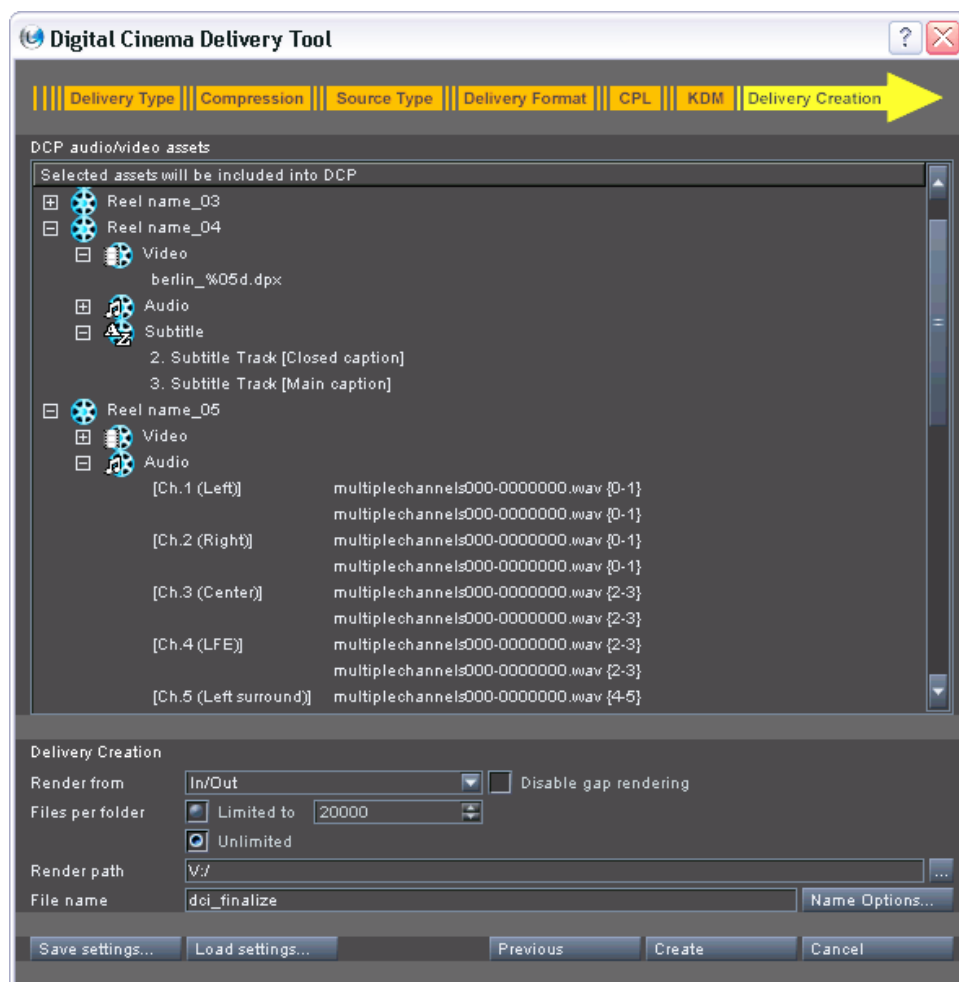 Digital Cinema Delivery Tool
Delivery Type Compression Source Type Delivery Format CPL KDM Delivery Creation
DCP audio/video assets
Selected assets will be included into DCP
Reel name_03
Reel name_04
Video
berlin_%05d.dpx
Audio
Subtitle
2. Subtitle Track [Closed caption]
3. Subtitle Track [Main caption]
Reel name_05
Video
Audio
[Ch.1 (Left)] multiplechannels000-0000000.wav {0-1}
multiplechannels000-0000000.wav {0-1}
[Ch.2 (Right)] multiplechannels000-0000000.wav {0-1}
multiplechannels000-0000000.wav {0-1}
[Ch.3 (Center)] multiplechannels000-0000000.wav {2-3}
multiplechannels000-0000000.wav {2-3}
[Ch.4 (LFE)] multiplechannels000-0000000.wav {2-3}
multiplechannels000-0000000.wav {2-3}
[Ch.5 (Left surround)] multiplechannels000-0000000.wav {4-5}
Delivery Creation
Render from In/Out Disable gap rendering
Files per folder Limited to 20000
Unlimited
Render path V:/ ...
File name dci_finalize Name Options...
Save settings... Load settings... Previous Create Cancel